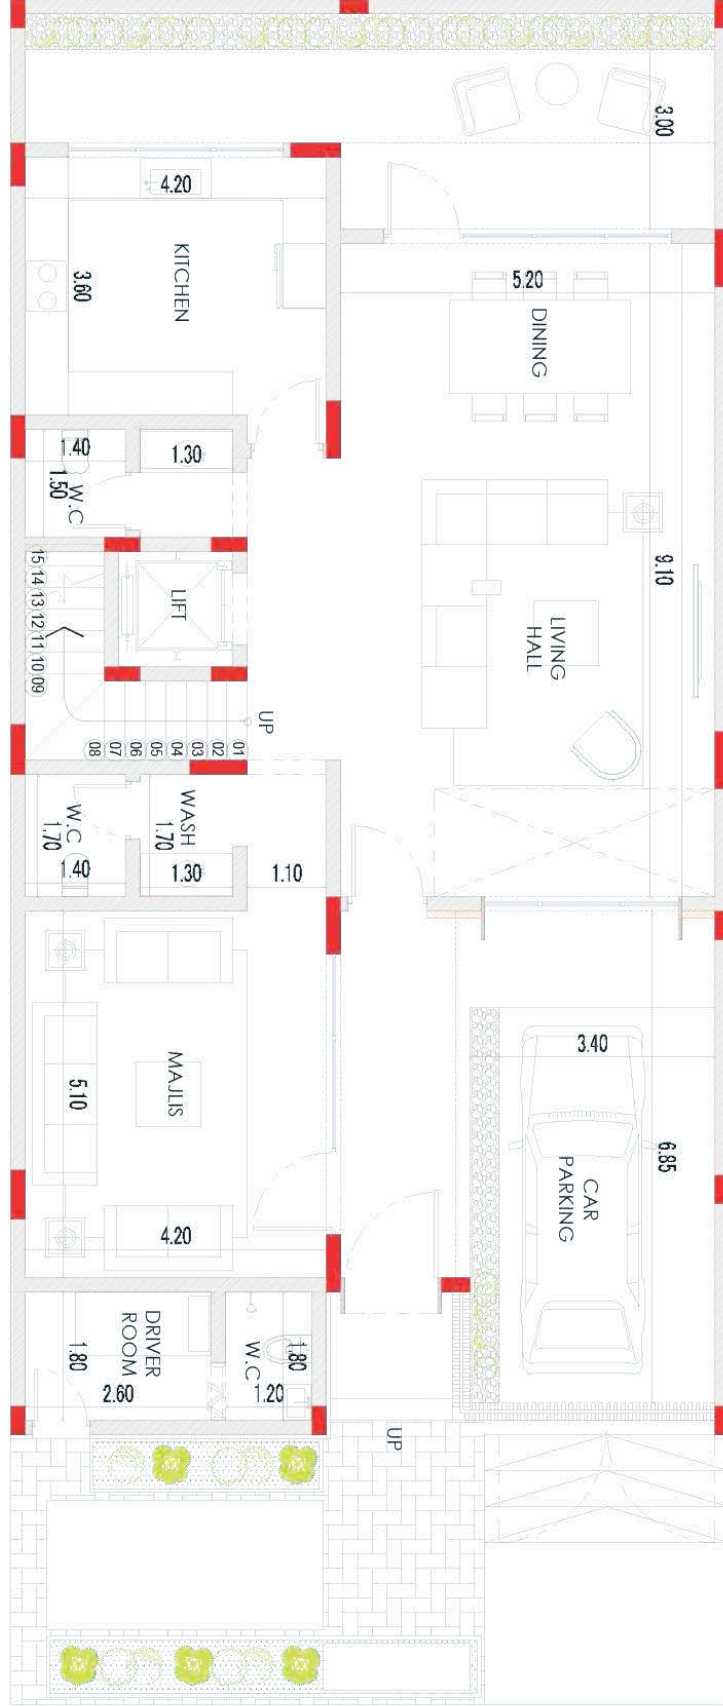 3.00
4.20
KITCHEN
3.60
5.20
DINING
1.40
1.50
W.C
1.30
9.10
LIFT
LIVING
HALL
15 14 13 12 11 10 09
UP
08 07 06 05 04 03 02 01
W.C
1.70
1.40
WASH
1.70
1.30
1.10
3.40
MAJLIS
5.10
6.85
CAR
PARKING
4.20
DRIVER
ROOM
1.80
2.60
W.C
1.80
1.20
UP